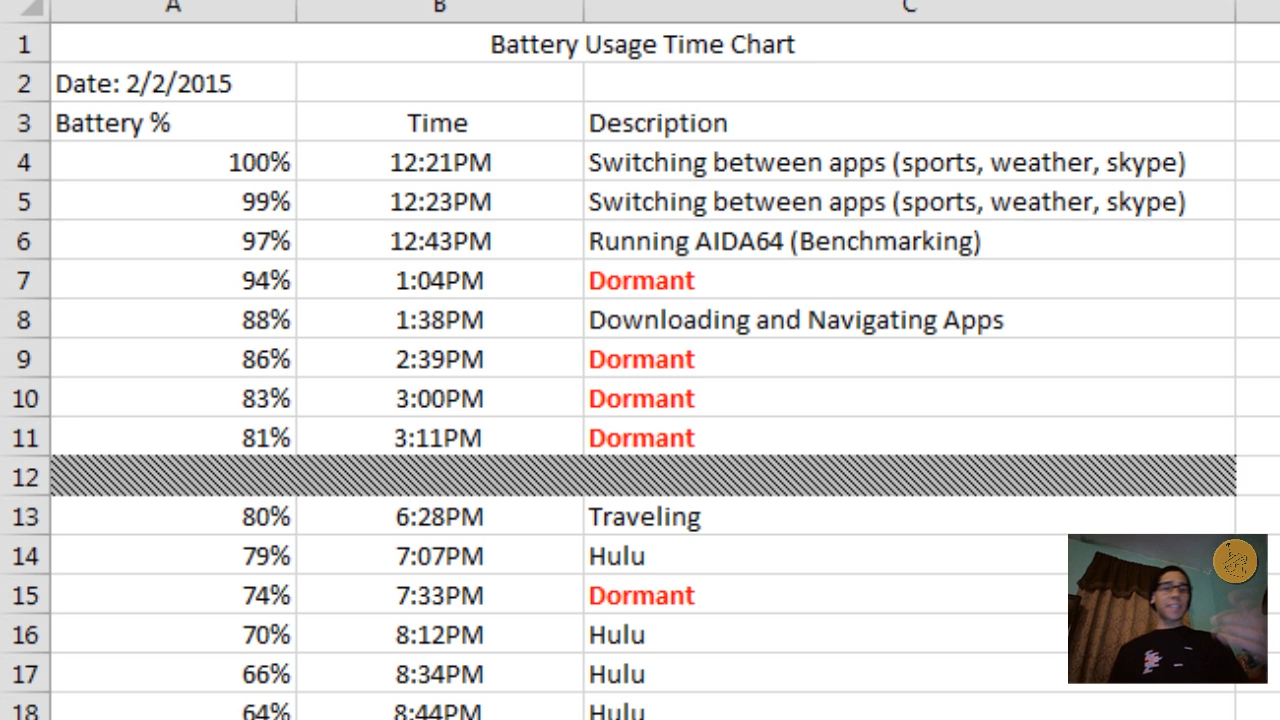 A B C
1 Battery Usage Time Chart
2 Date: 2/2/2015
3 Battery % Time Description
4 100% 12:21PM Switching between apps (sports, weather, skype)
5 99% 12:23PM Switching between apps (sports, weather, skype)
6 97% 12:43PM Running AIDA64 (Benchmarking)
7 94% 1:04PM Dormant
8 88% 1:38PM Downloading and Navigating Apps
9 86% 2:39PM Dormant
10 83% 3:00PM Dormant
11 81% 3:11PM Dormant
12
13 80% 6:28PM Traveling
14 79% 7:07PM Hulu
15 74% 7:33PM Dormant
16 70% 8:12PM Hulu
17 66% 8:34PM Hulu
18 64% 8:44PM Hulu